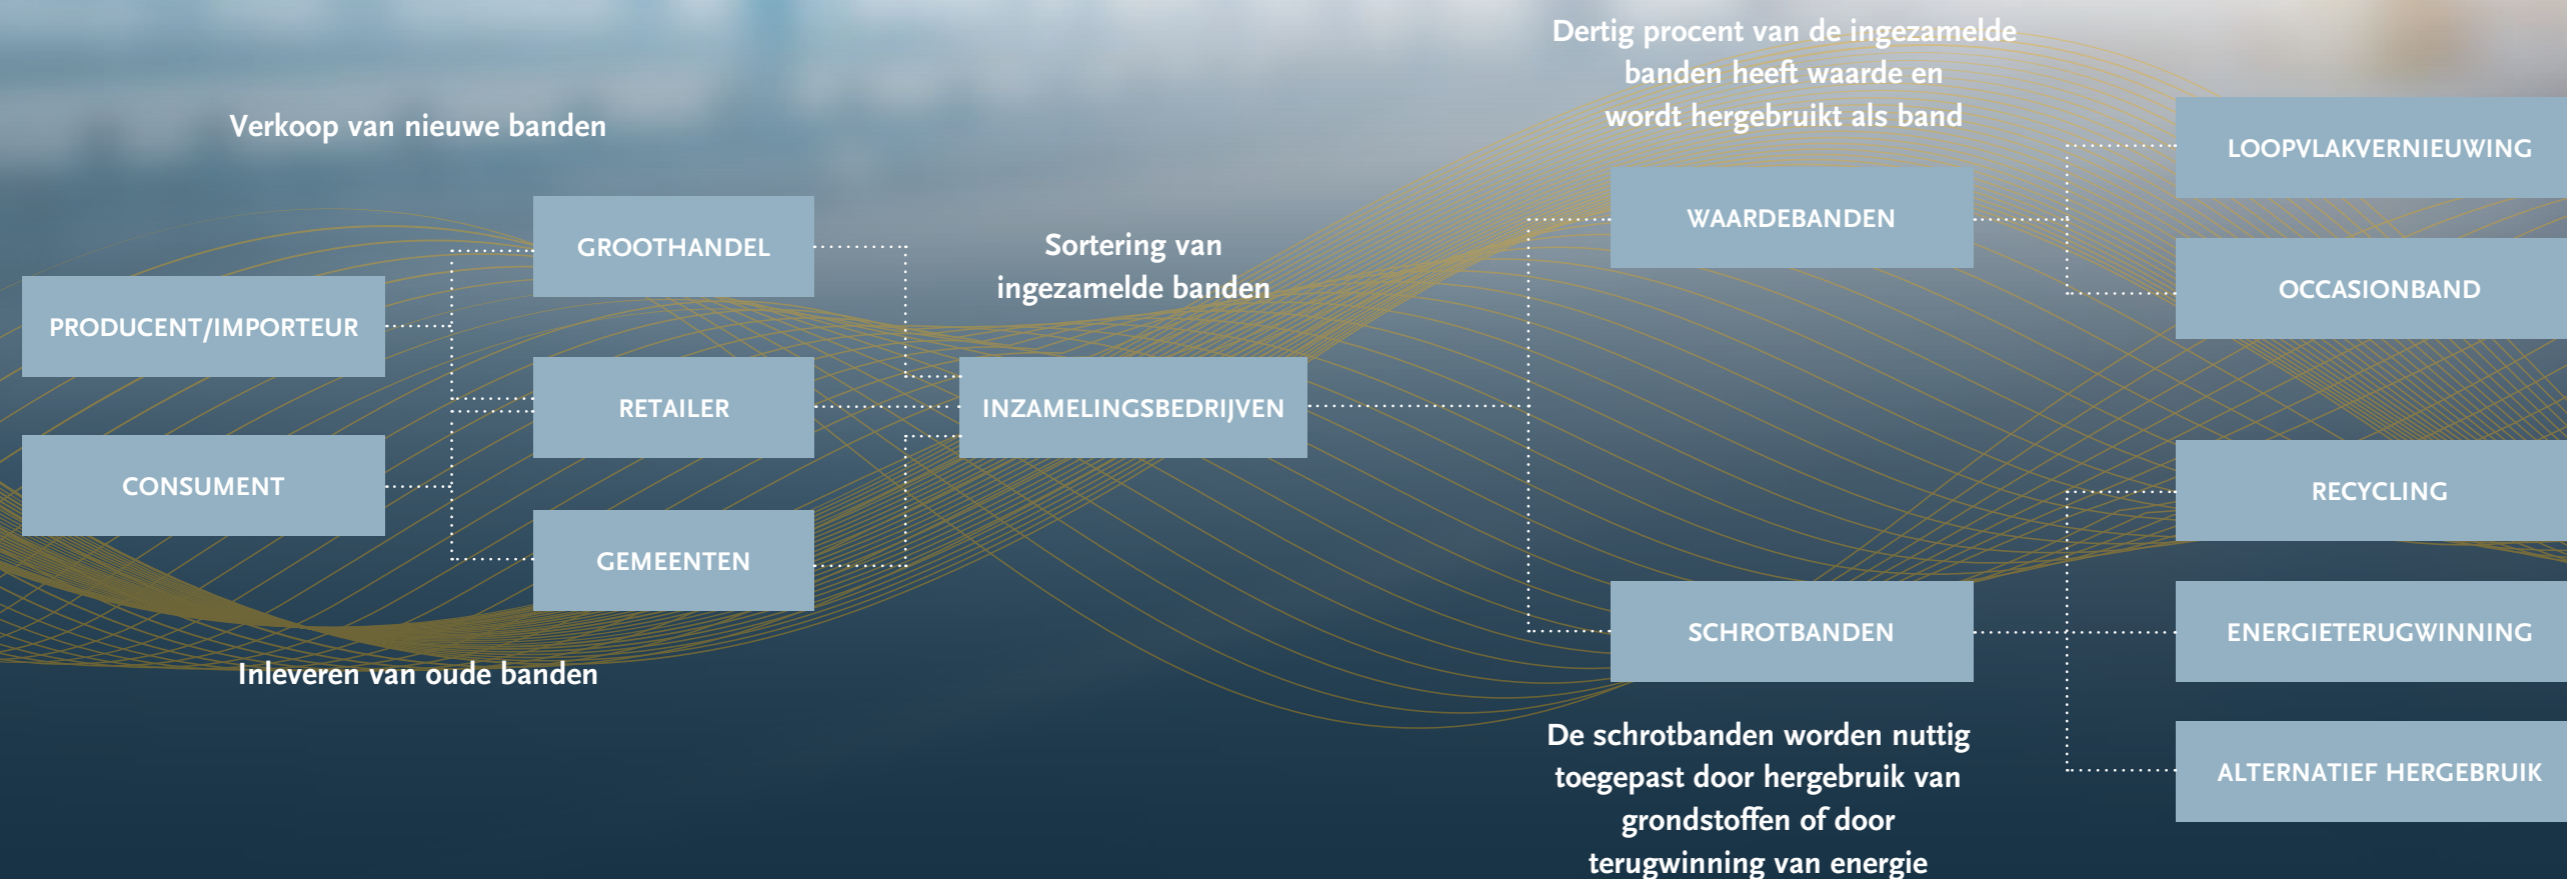 Verkoop van nieuwe banden
PRODUCENT/IMPORTEUR
CONSUMENT
Inleveren van oude banden
GROOTHANDEL
RETAILER
GEMEENTEN
Sortering van
ingezamelde banden
INZAMELINGSBEDRIJVEN
Dertig procent van de ingezamelde
banden heeft waarde en
wordt hergebruikt als band
WAARDEBANDEN
SCHROTBANDEN
De schrotbanden worden nuttig
toegepast door hergebruik van
grondstoffen of door
terugwinning van energie
LOOPVLAKVERNIEUWING
OCCASIONBAND
RECYCLING
ENERGIETERUGWINNING
ALTERNATIEF HERGEBRUIK